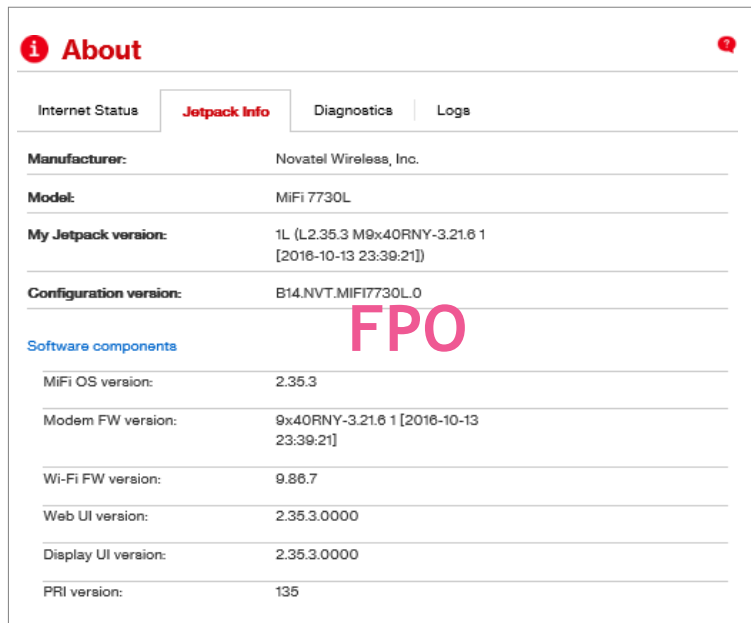 About
Internet Status Jetpack Info Diagnostics Logs
Manufacturer: Novatel Wireless, Inc.
Model: MiFi 7730L
My Jetpack version: 1L (L2.35.3 M9x40RNY-3.21.6 1
[2016-10-13 23:39:21])
Configuration version: B14.NVT.MIFI7730L.0
FPO
Software components
MiFi OS version: 2.35.3
Modem FW version: 9x40RNY-3.21.6 1 [2016-10-13
23:39:21]
Wi-Fi FW version: 9.86.7
Web UI version: 2.35.3.0000
Display UI version: 2.35.3.0000
PRI version: 135